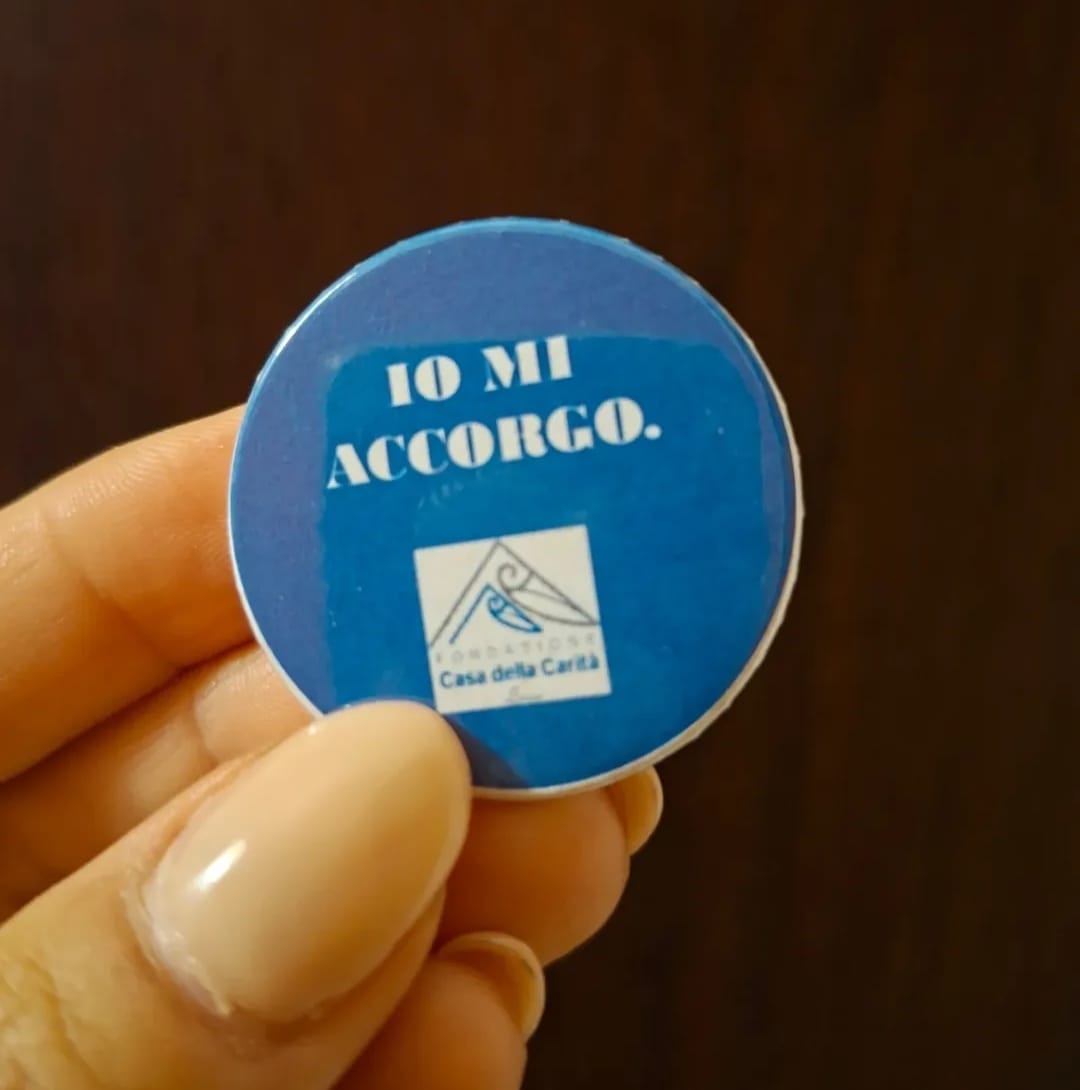 IO MI
ACCORGO.
FONDAZIONE
Casa della Carità